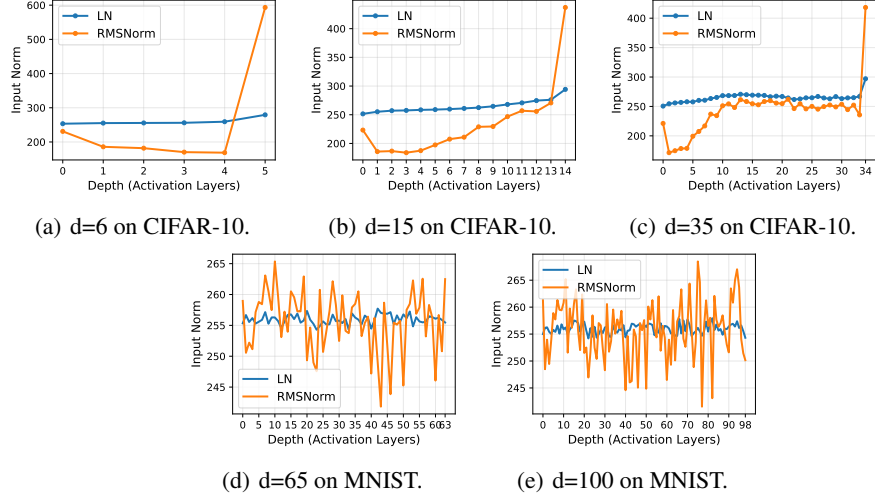 LN
RMSNorm
Input Norm
600
500
400
300
200
0 1 2 3 4 5
Depth (Activation Layers)
(a) d=6 on CIFAR-10.
LN
RMSNorm
Input Norm
400
350
300
250
200
0 1 2 3 4 5 6 7 8 9 10 11 12 13 14
Depth (Activation Layers)
(b) d=15 on CIFAR-10.
LN
RMSNorm
Input Norm
400
350
300
250
200
0 5 10 15 20 25 30 34
Depth (Activation Layers)
(c) d=35 on CIFAR-10.
Input Norm
265
260
255
250
245
LN
RMSNorm
0 5 10 15 20 25 30 35 40 45 50 55 60 63
Depth (Activation Layers)
(d) d=65 on MNIST.
LN
RMSNorm
Input Norm
265
260
255
250
245
0 10 20 30 40 50 60 70 80 90 98
Depth (Activation Layers)
(e) d=100 on MNIST.